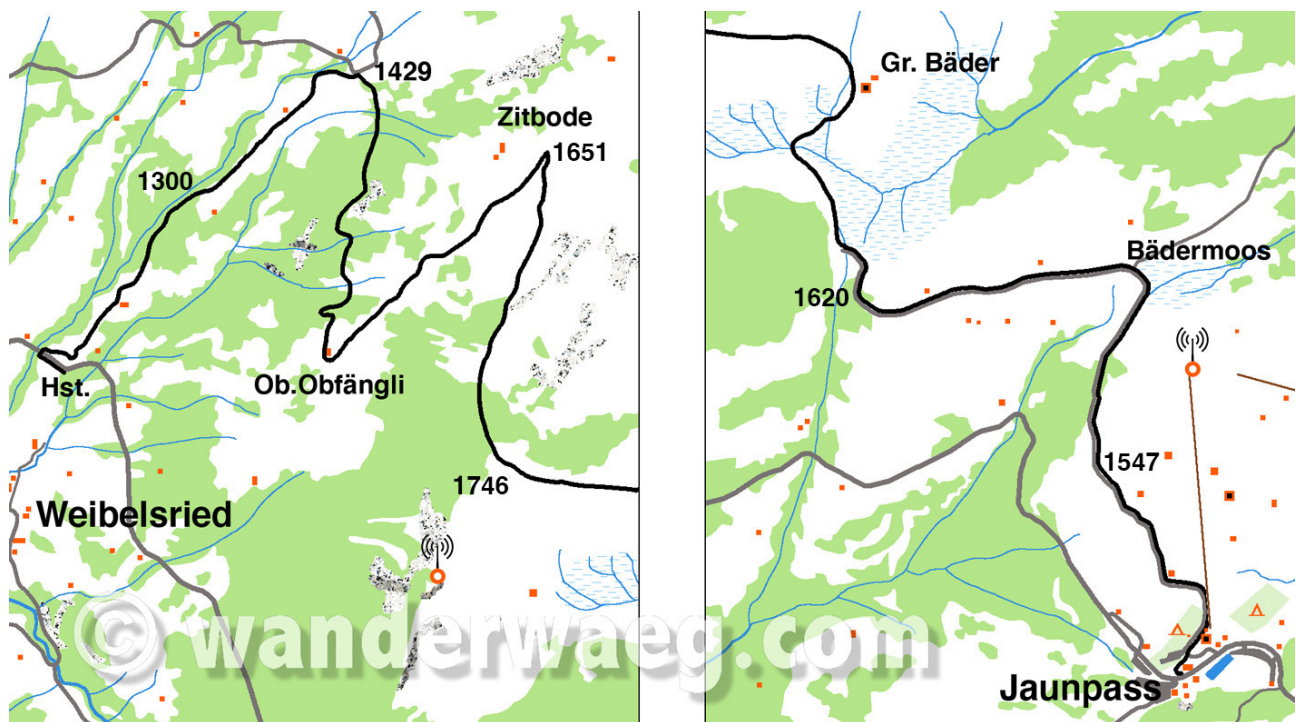 1429
Zitbode
1651
1300
Hst.
Ob.Obfängli
1746
Weibelsried
Gr. Bäder
Bädermoos
1620
1547
Jaunpass
© wanderwaeg.com